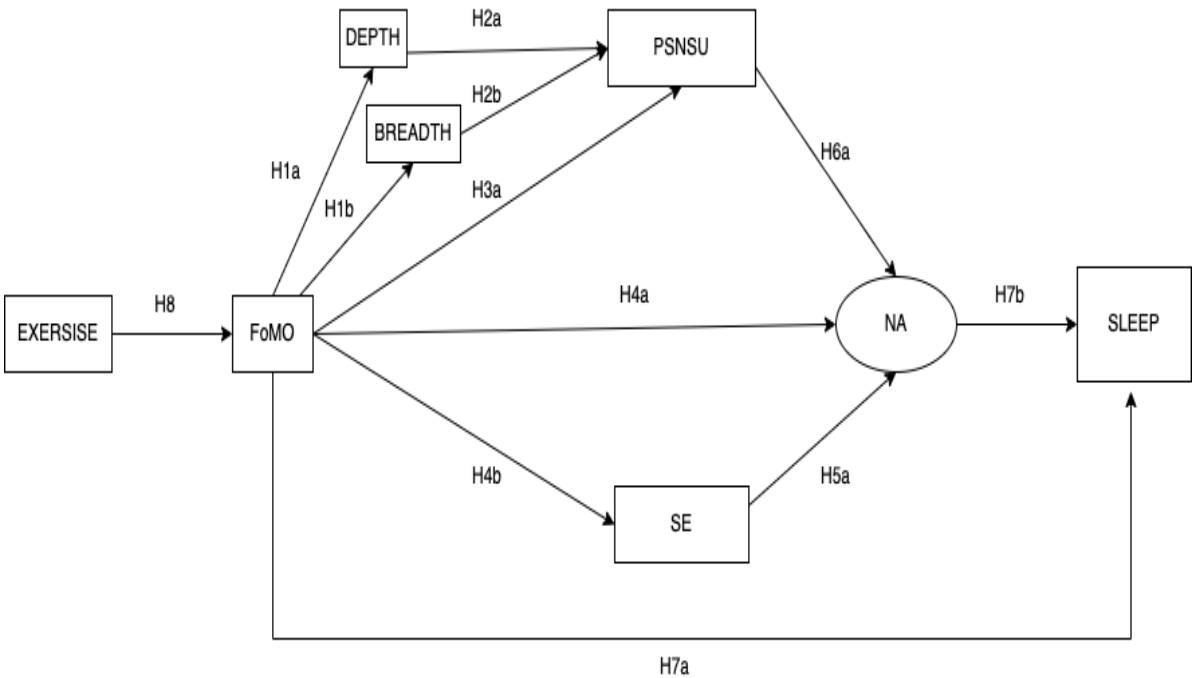 DEPTH
H2a
PSNSU
H2b
BREADTH
H1a
H1b
H3a
H6a
EXERSISE
H8
FoMO
H4a
NA
H7b
SLEEP
H4b
SE
H5a
H7a